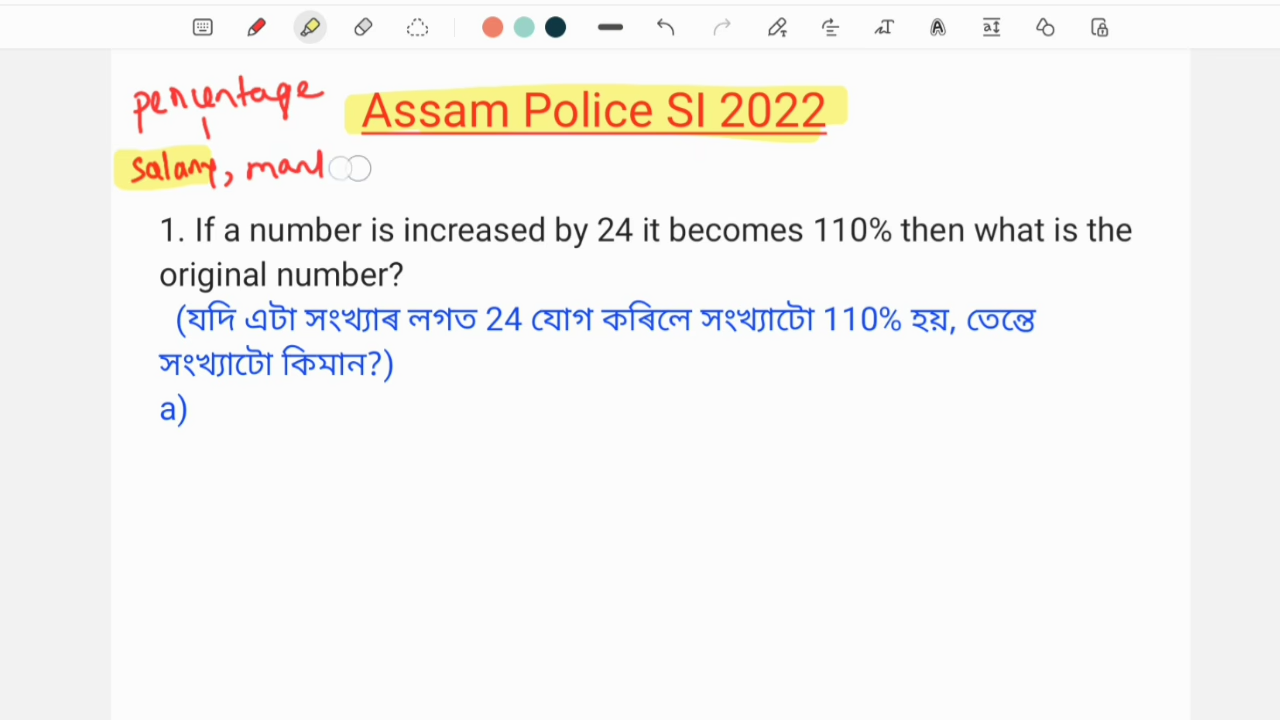 percentage
Assam Police SI 2022
salary, mark
1. If a number is increased by 24 it becomes 110% then what is the
original number?
(যদি এটা সংখ্যাৰ লগত 24 যোগ কৰিলে সংখ্যাটো 110% হয়, তেন্তে
সংখ্যাটো কিমান?)
a)